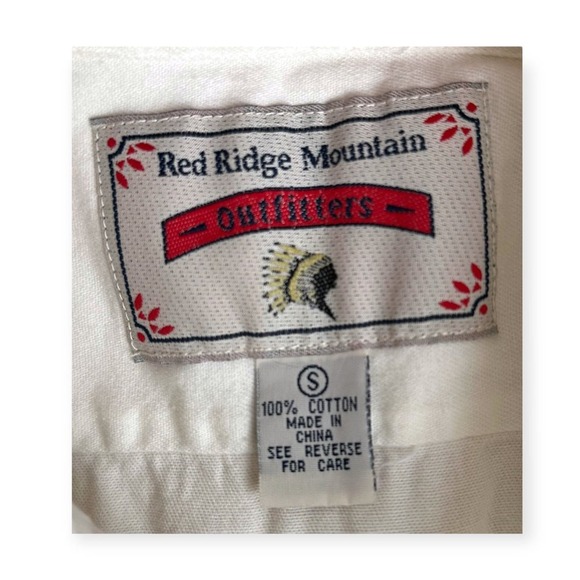 Red Ridge Mountain
- Outfitters -
S
100% COTTON
MADE IN
CHINA
SEE REVERSE
FOR CARE